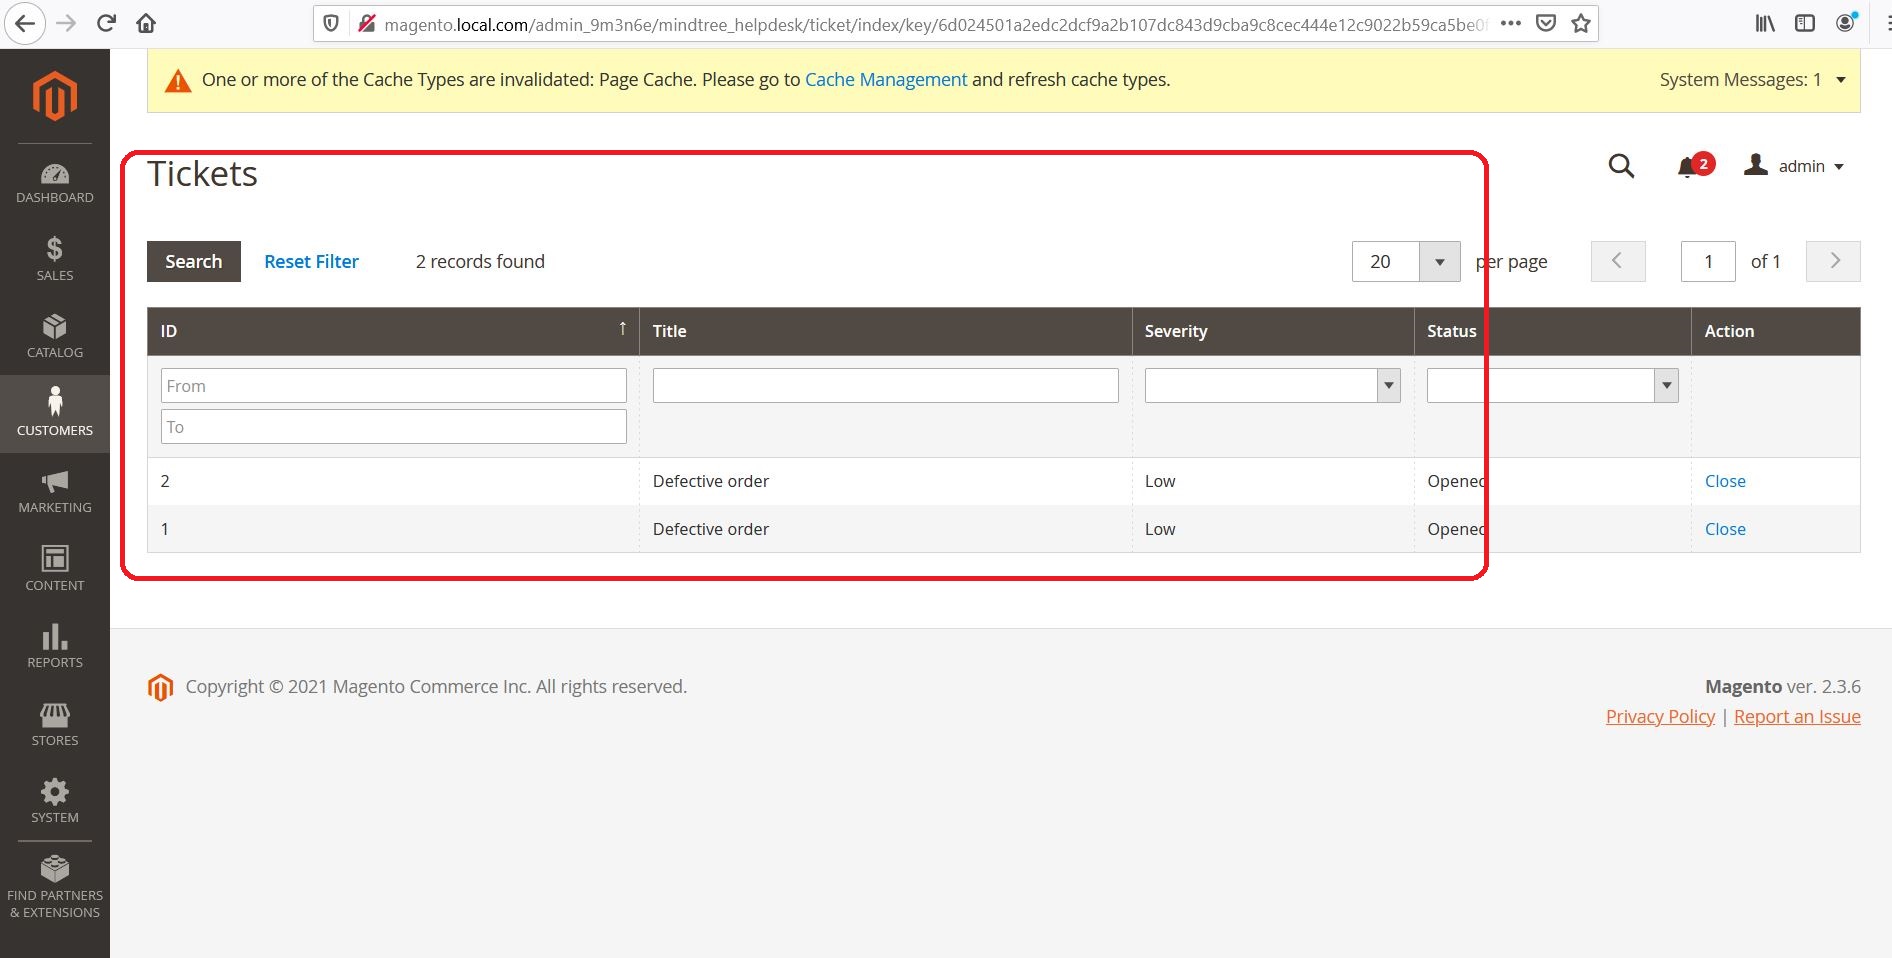 magento.local.com/admin_9m3n6e/mindtree_helpdesk/ticket/index/key/6d024501a2edc2dcf9a2b107dc843d9cba9c8cec444e12c9022b59ca5be0
One or more of the Cache Types are invalidated: Page Cache. Please go to Cache Management and refresh cache types.
System Messages: 1
Tickets
2
admin
Search
Reset Filter
2 records found
20
per page
1
of 1
ID ↑
Title
Severity
Status
Action
From
To
2
Defective order
Low
Opened
Close
1
Defective order
Low
Opened
Close
DASHBOARD
$
SALES
CATALOG
CUSTOMERS
MARKETING
CONTENT
REPORTS
STORES
SYSTEM
FIND PARTNERS
& EXTENSIONS
Copyright © 2021 Magento Commerce Inc. All rights reserved.
Magento ver. 2.3.6
Privacy Policy | Report an Issue